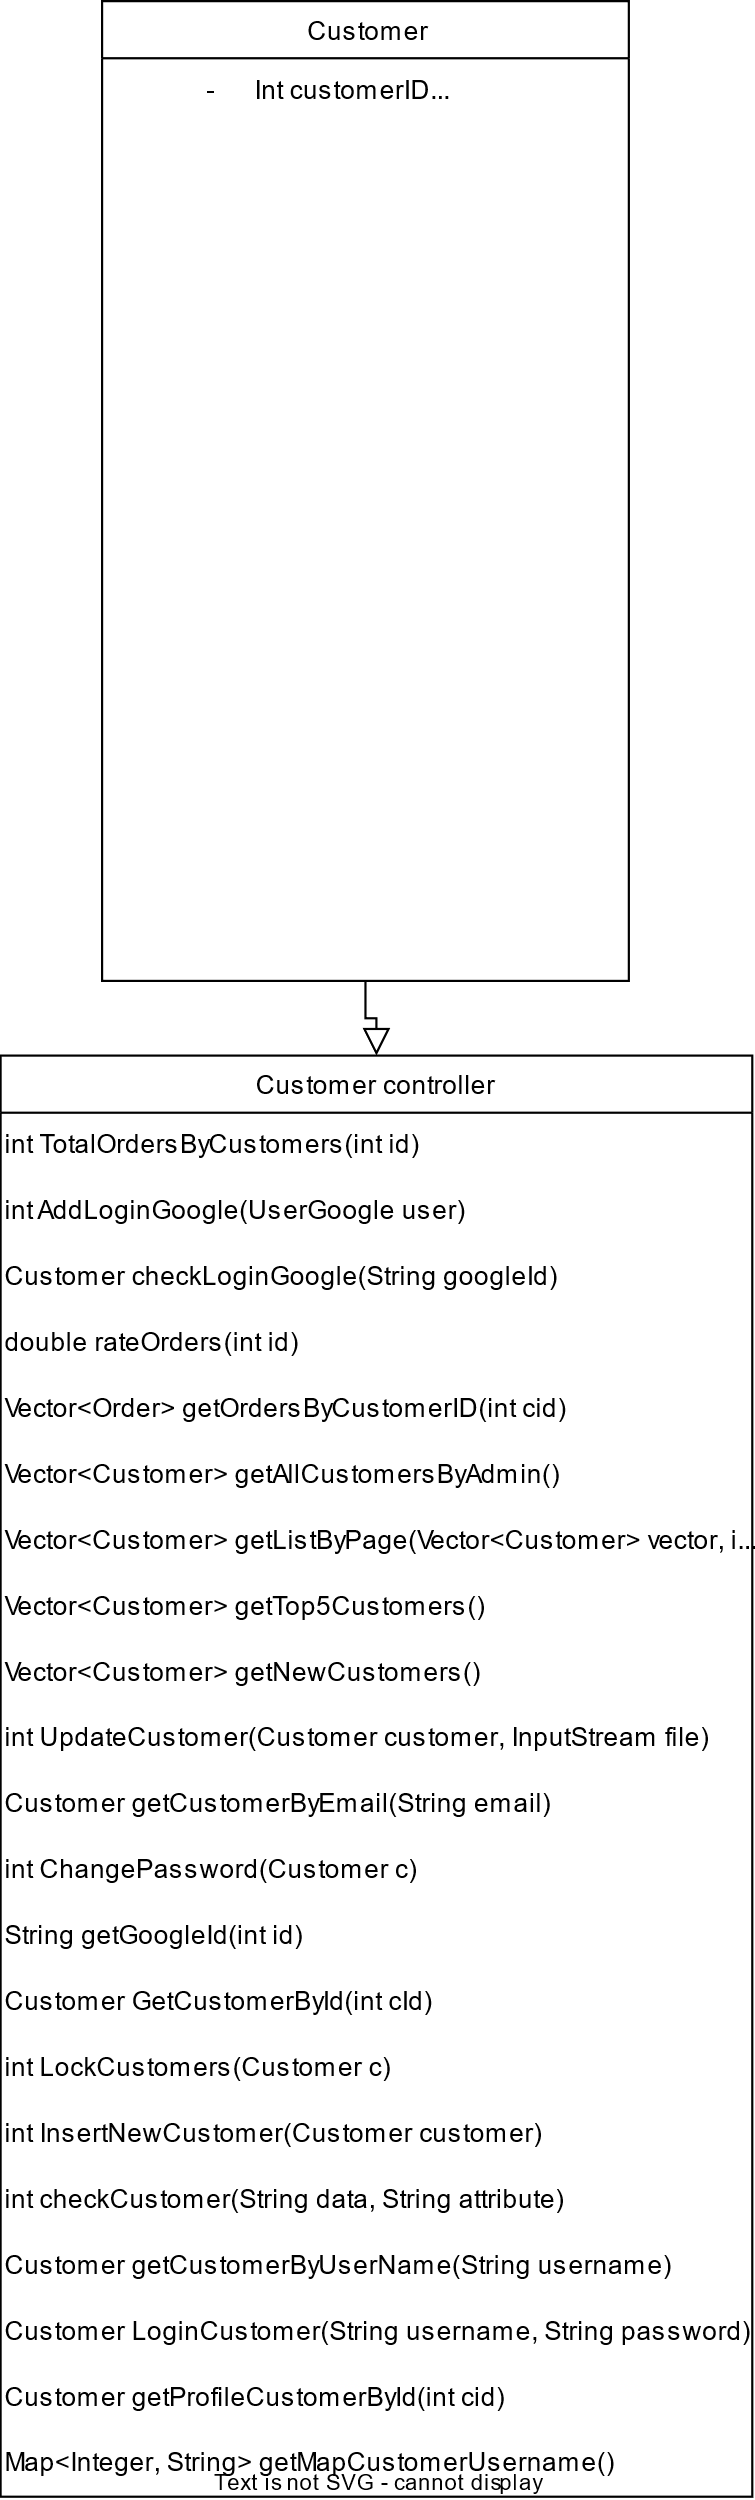 Customer
- Int customerID...
Customer controller
int TotalOrdersByCustomers(int id)
int AddLoginGoogle(UserGoogle user)
Customer checkLoginGoogle(String googleId)
double rateOrders(int id)
Vector<Order> getOrdersByCustomerID(int cid)
Vector<Customer> getAllCustomersByAdmin()
Vector<Customer> getListByPage(Vector<Customer> vector, i...
Vector<Customer> getTop5Customers()
Vector<Customer> getNewCustomers()
int UpdateCustomer(Customer customer, InputStream file)
Customer getCustomerByEmail(String email)
int ChangePassword(Customer c)
String getGoogleId(int id)
Customer GetCustomerById(int cId)
int LockCustomers(Customer c)
int InsertNewCustomer(Customer customer)
int checkCustomer(String data, String attribute)
Customer getCustomerByUserName(String username)
Customer LoginCustomer(String username, String password)
Customer getProfileCustomerById(int cid)
Map<Integer, String> getMapCustomerUsername()
Text is not SVG - cannot display